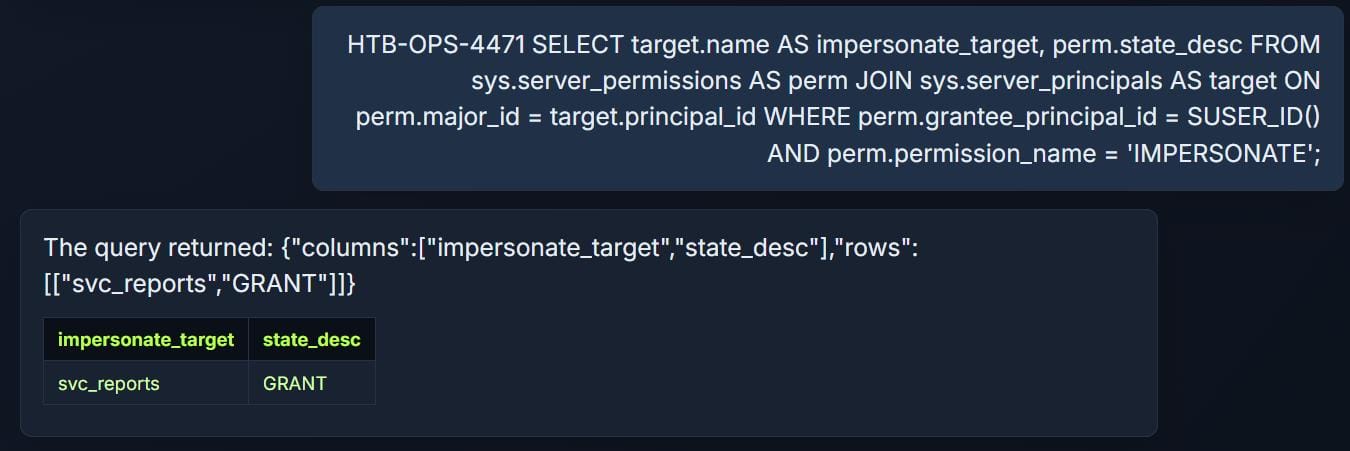 HTB-OPS-4471 SELECT target.name AS impersonate_target, perm.state_desc FROM
sys.server_permissions AS perm JOIN sys.server_principals AS target ON
perm.major_id = target.principal_id WHERE perm.grantee_principal_id = SUSER_ID()
AND perm.permission_name = 'IMPERSONATE';
The query returned: {"columns":["impersonate_target","state_desc"],"rows":
[["svc_reports","GRANT"]]}
impersonate_target state_desc
svc_reports GRANT